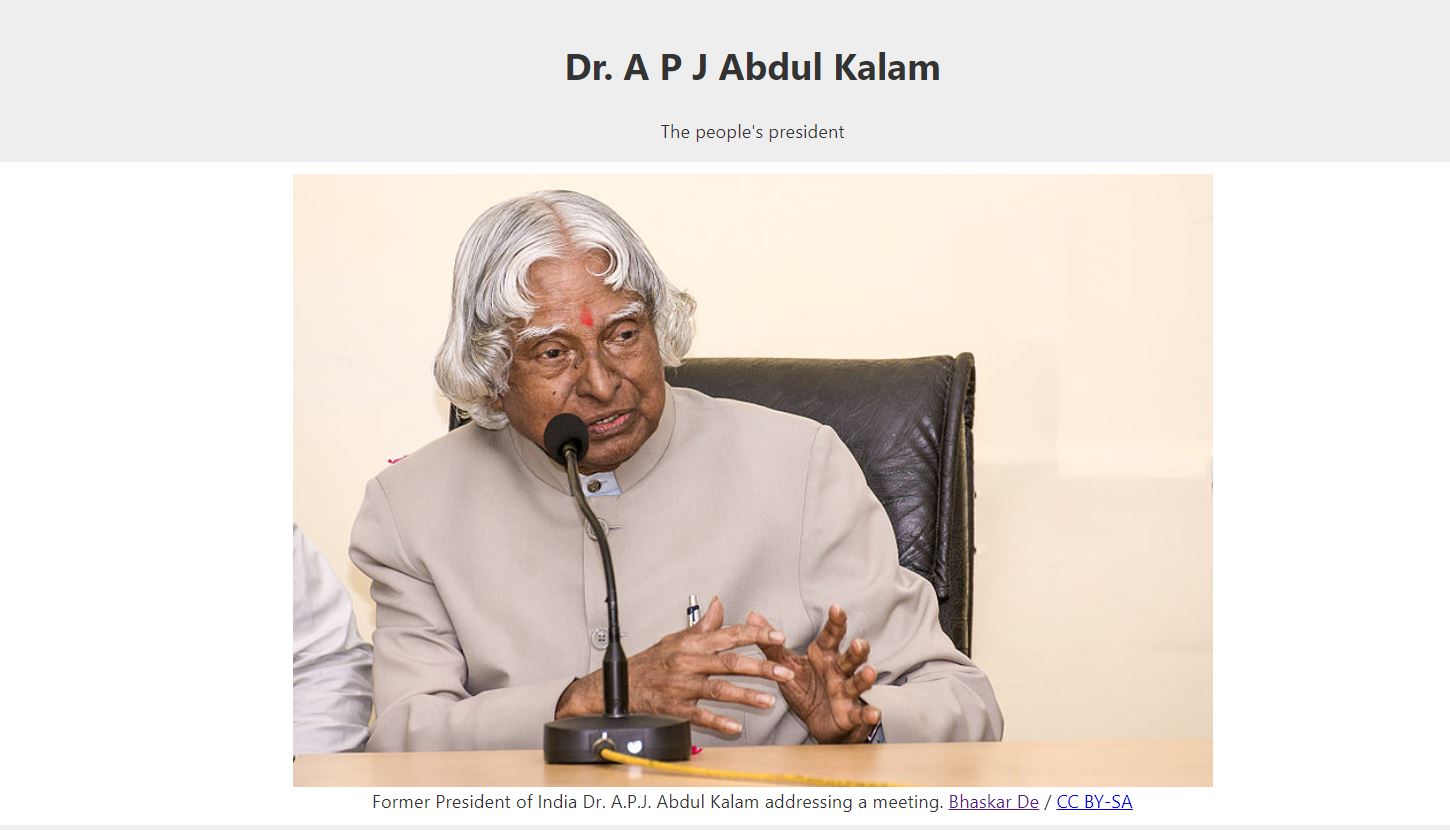 Dr. A P J Abdul Kalam
The people's president
Former President of India Dr. A.P.J. Abdul Kalam addressing a meeting. Bhaskar De / CC BY-SA